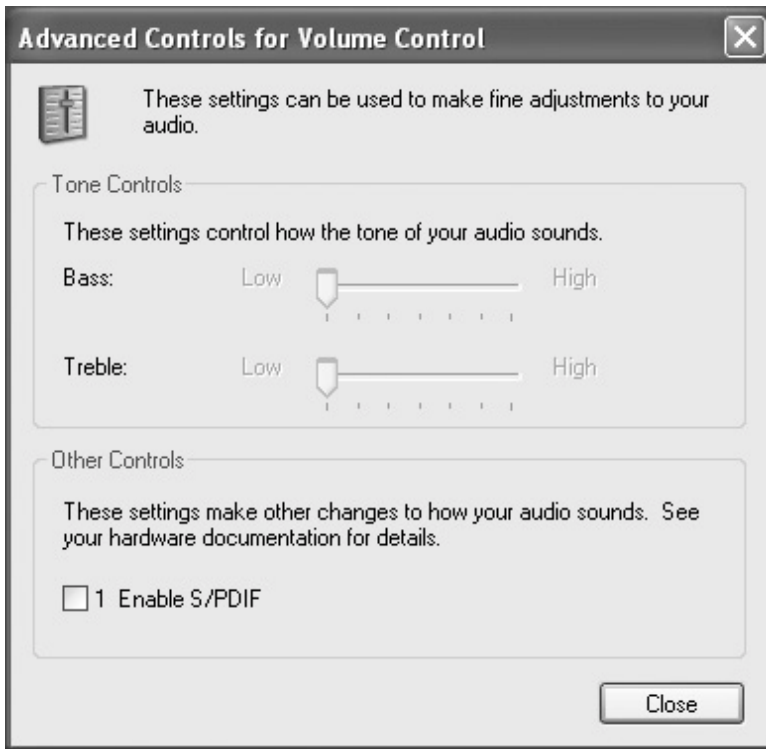 Advanced Controls for Volume Control
These settings can be used to make fine adjustments to your
audio.
Tone Controls
These settings control how the tone of your audio sounds.
Bass: Low High
Treble: Low High
Other Controls
These settings make other changes to how your audio sounds.  See
your hardware documentation for details.
1 Enable S/PDIF
Close